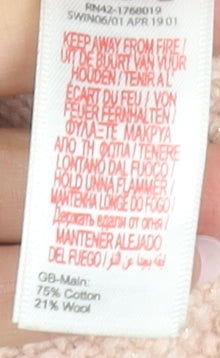 RN42-1768019
SWIN06/01 APR 19 01
KEEP AWAY FROM FIRE /
UIT DE BUURT VAN VUUR
HOUDEN / TENIR À L'
ÉCART DU FEU / VON
FEUER FERNHALTEN /
ΦΥΛΑΞΤΕ ΜΑΚΡΥΑ
ΑΠΟ ΤΗ ΦΩΤΙΑ / TENERE
LONTANO DAL FUOCO /
HOLD UNNA FLAMMER /
MANTENHA LONGE DO FOGO /
Держать вдали от огня /
MANTENER ALEJADO
DEL FUEGO / تحفظ بعيدا عن النار
GB-Main:
75% Cotton
21% Wool